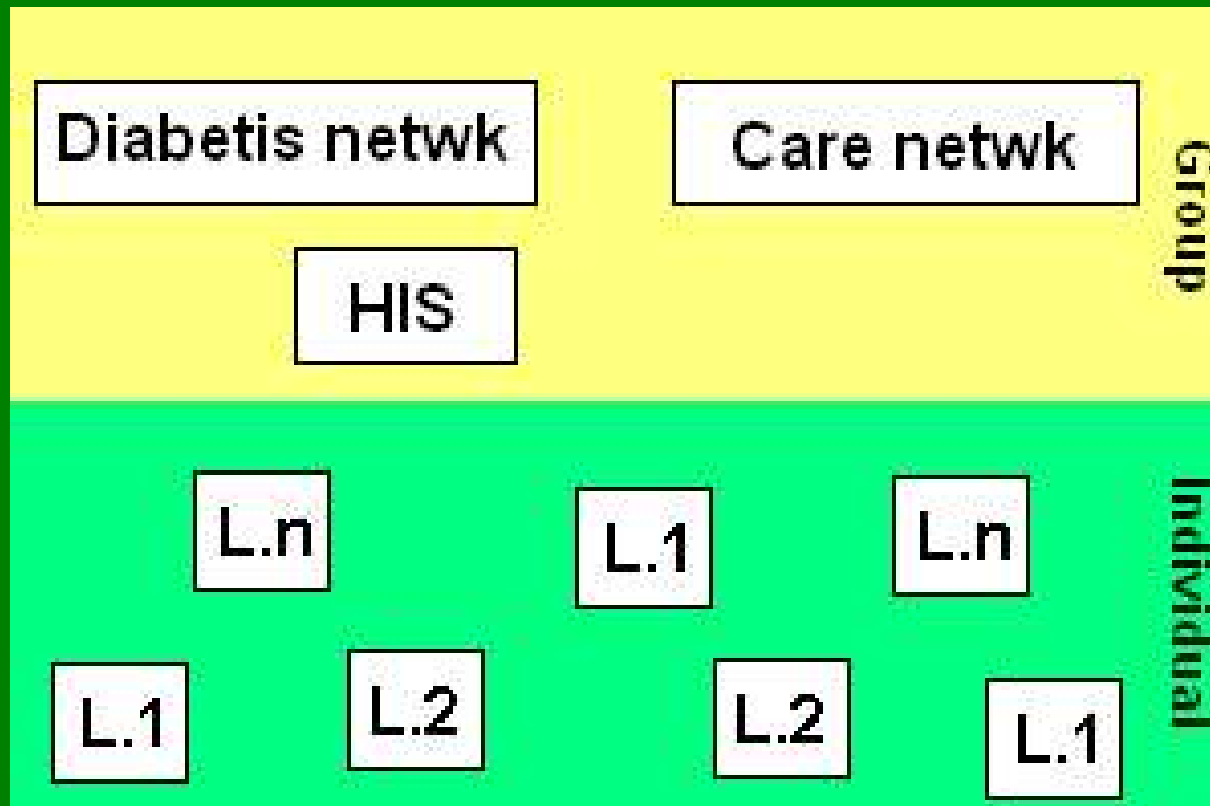 Diabetis netwk
Care netwk
Group
HIS
L.n
L.1
L.n
Individual
L.1
L.2
L.2
L.1